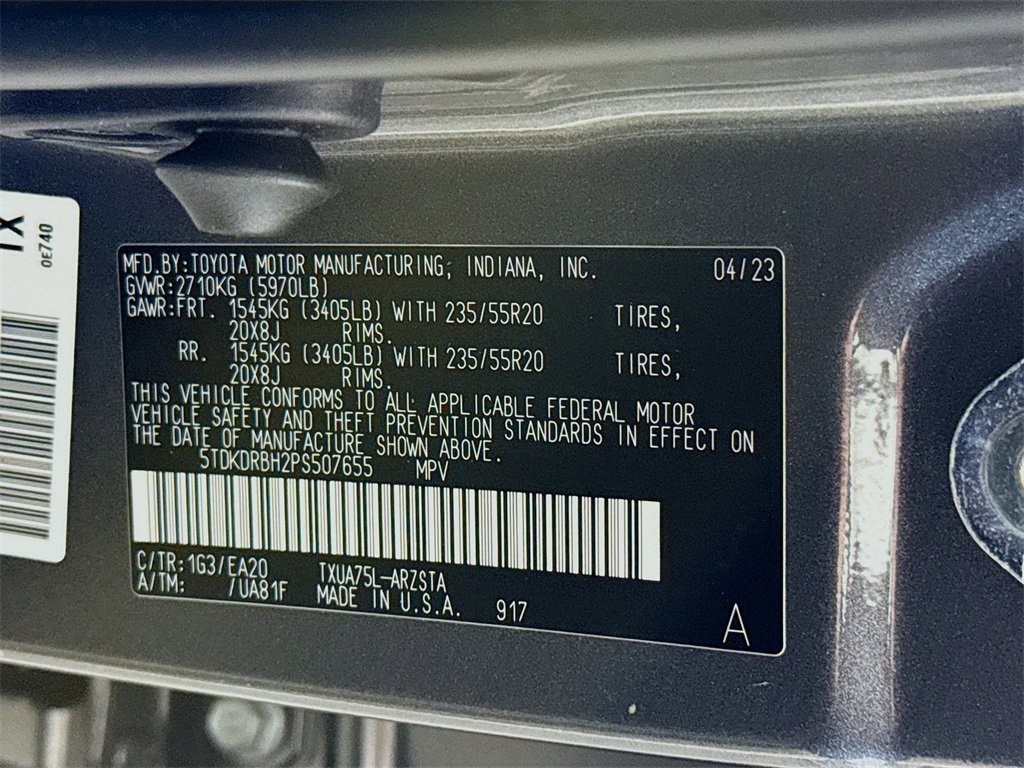 TX
0E740
MFD.BY:TOYOTA MOTOR MANUFACTURING, INDIANA, INC. 04/23
GVWR:2710KG (5970LB)
GAWR:FRT. 1545KG (3405LB) WITH 235/55R20 TIRES,
20X8J RIMS.
RR. 1545KG (3405LB) WITH 235/55R20 TIRES,
20X8J RIMS.
THIS VEHICLE CONFORMS TO ALL APPLICABLE FEDERAL MOTOR
VEHICLE SAFETY AND THEFT PREVENTION STANDARDS IN EFFECT ON
THE DATE OF MANUFACTURE SHOWN ABOVE.
5TDKDRBH2PS507655 MPV
C/TR:1G3/EA20 TXUA75L-ARZSTA
A/TM: /UA81F MADE IN U.S.A. 917
A